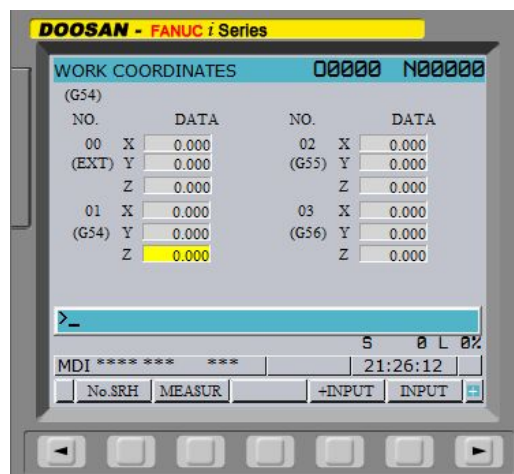 DOOSAN - FANUC i Series
WORK COORDINATES O0000 N00000
(G54)
NO. DATA NO. DATA
00 X 0.000 02 X 0.000
(EXT) Y 0.000 (G55) Y 0.000
Z 0.000 Z 0.000
01 X 0.000 03 X 0.000
(G54) Y 0.000 (G56) Y 0.000
Z 0.000 Z 0.000
>_
S 0 L 0%
MDI **** *** *** 21:26:12
No.SRH MEASUR +INPUT INPUT +